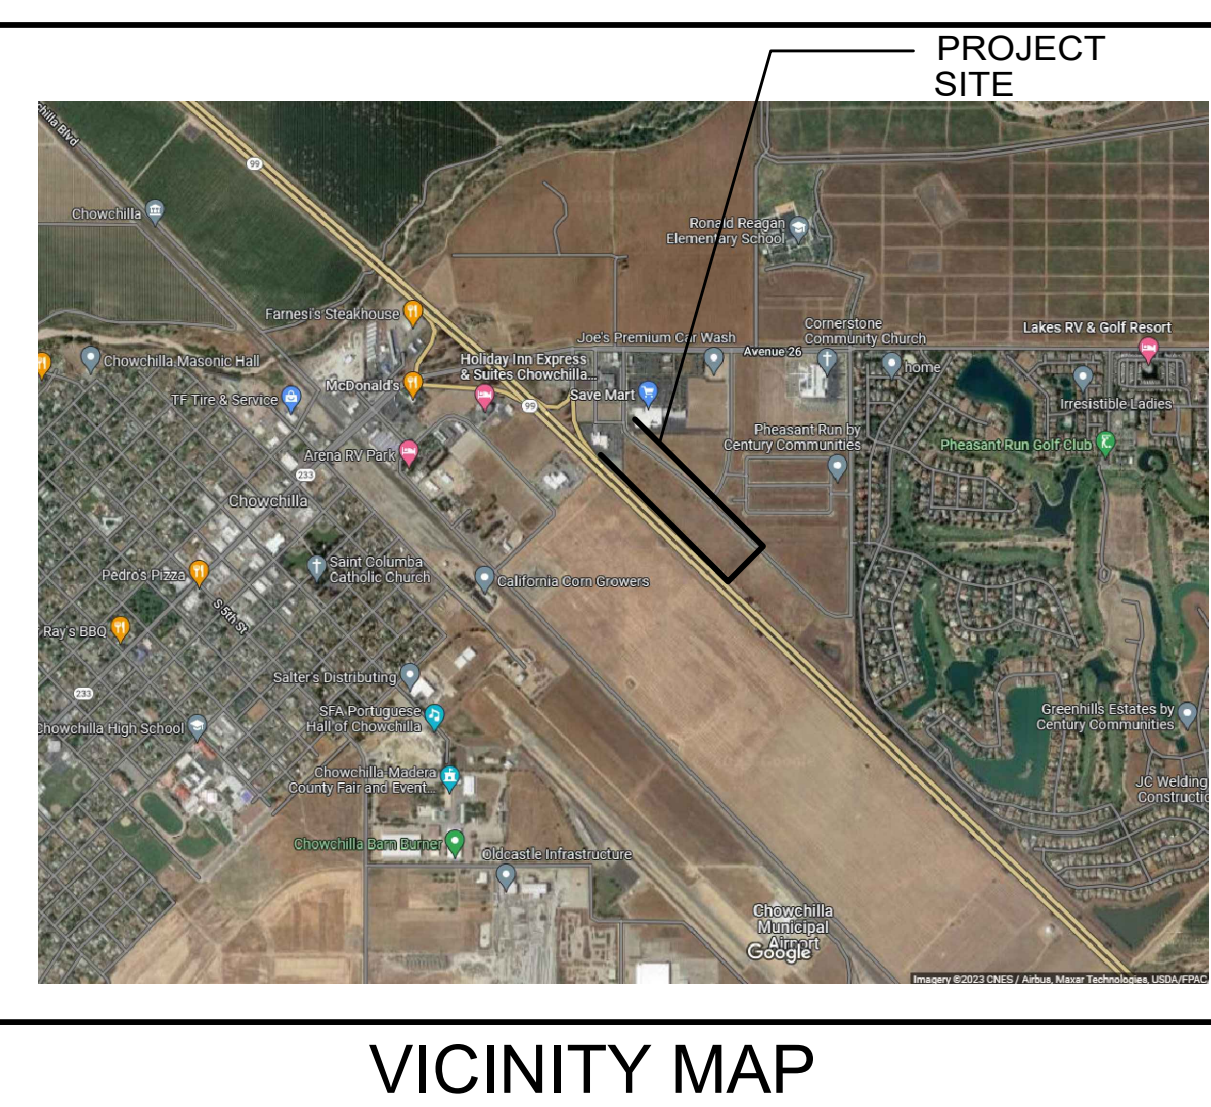 PROJECT
SITE
chilla Blvd
99
Chowchilla
Ronald Reagan
Elementary School
Farnesi's Steakhouse
Joe's Premium Car Wash
Cornerstone
Community Church
Lakes RV & Golf Resort
Avenue 26
Chowchilla Masonic Hall
Holiday Inn Express
& Suites Chowchilla...
home
McDonald's
TF Tire & Service
Save Mart
99
Irresistible Ladies
Pheasant Run by
Century Communities
Pheasant Run Golf Club
Arena RV Park
233
Chowchilla
Saint Columba
Catholic Church
Pedro's Pizza
California Corn Growers
S 5th St
Ray's BBQ
Salter's Distributing
233
SFA Portuguese
Hall of Chowchilla
Chowchilla High School
Greenhills Estates by
Century Communities
Chowchilla-Madera
County Fair and Event...
JC Welding
Constructio
Chowchilla Barn Burner
Oldcastle Infrastructure
Chowchilla
Municipal
Airport
Google
Imagery ©2023 CNES / Airbus, Maxar Technologies, USDA/FPAC
VICINITY MAP